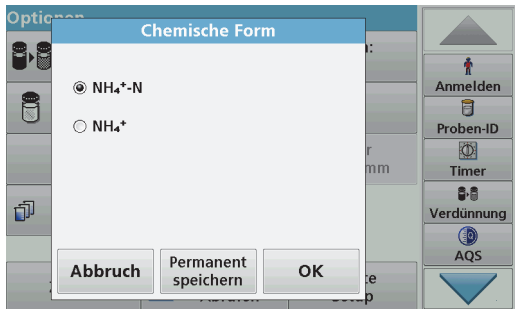 Optionen
Chemische Form
NH₄⁺-N
NH₄⁺
Abbruch
Permanent
speichern
OK
Anmelden
Proben-ID
Timer
Verdünnung
AQS